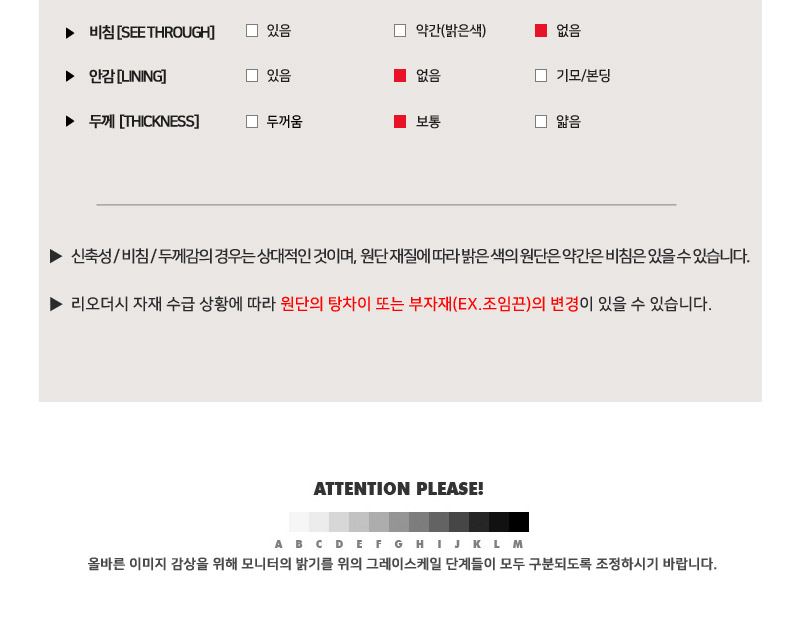 ▶ 비침 [SEE THROUGH] □ 있음 □ 약간(밝은색) ■ 없음
▶ 안감 [LINING] □ 있음 ■ 없음 □ 기모/본딩
▶ 두께 [THICKNESS] □ 두꺼움 ■ 보통 □ 얇음
▶ 신축성 / 비침 / 두께감의 경우는 상대적인 것이며, 원단 재질에 따라 밝은 색의 원단은 약간은 비침은 있을 수 있습니다.
▶ 리오더시 자재 수급 상황에 따라 원단의 탕차이 또는 부자재(EX.조임끈)의 변경이 있을 수 있습니다.
ATTENTION PLEASE!
A B C D E F G H I J K L M
올바른 이미지 감상을 위해 모니터의 밝기를 위의 그레이스케일 단계들이 모두 구분되도록 조정하시기 바랍니다.